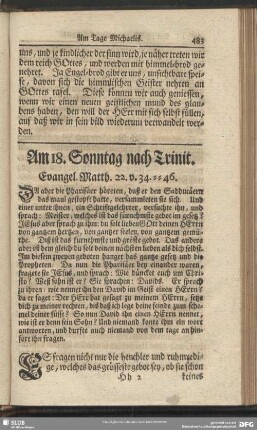 Am Tage Michaelis. 483
uns, und je kindlicher der sinn wird, je näher treten wir
dem reich GOttes, und werden mit himmelbrod ge-
nehret. Ja Engel-brod gibt er uns, unsichtbare spei-
se, davon sich die himmlischen Geister nehren an
GOttes tafel. Diese können wir auch geniessen,
wenn wir einen neuen geistlichen mund des glau-
bens haben, den will der HErr mit sich selbst füllen,
und daß wir in sein bild wiederum verwandelt wer-
den.
Am 18. Sonntag nach Trinit.
Evangel. Matth. 22. v. 34. = = 46.
DA aber die Pharisäer höreten, daß er den Sadducäern
das maul gestopft hatte, versammleten sie sich. Und
einer unter ihnen, ein Schriftgelehrter, versuchte ihn, und
sprach: Meister, welches ist das fürnehmste gebot im gesetz?
JEsus aber sprach zu ihm: du solt lieben GOtt deinen HErrn
von gantzem hertzen, von gantzer seelen, von gantzem gemü-
the. Diß ist das fürnehmste und gröste gebot. Das andere
aber ist dem gleich: du solt deinen nächsten lieben als dich selbst.
An diesen zweyen geboten hanget das gantze gesetz und die
Propheten. Da nun die Pharisäer bey einander waren,
fragete sie JEsus, und sprach: Wie düncket euch um Chri-
sto? Weß sohn ist er? Sie sprachen: Davids. Er sprach
zu ihnen: Wie nennet ihn denn David im Geist einen HErrn?
da er saget: Der HErr hat gesagt zu meinem HErrn, setze
dich zu meiner rechten, bis daß ich lege deine feinde zum scha-
mel deiner füsse? So nun David ihn einen HErrn nennet,
wie ist er denn sein Sohn? Und niemand konte ihm ein wort
antworten, und durfte auch niemand von dem tage an hin-
fort ihn fragen.
ES fragen nicht nur die heuchler und ruhmredi-
ge, welches das grösseste gebot sey, ob sie schon
Hh 2 keines
SLUB
DFG